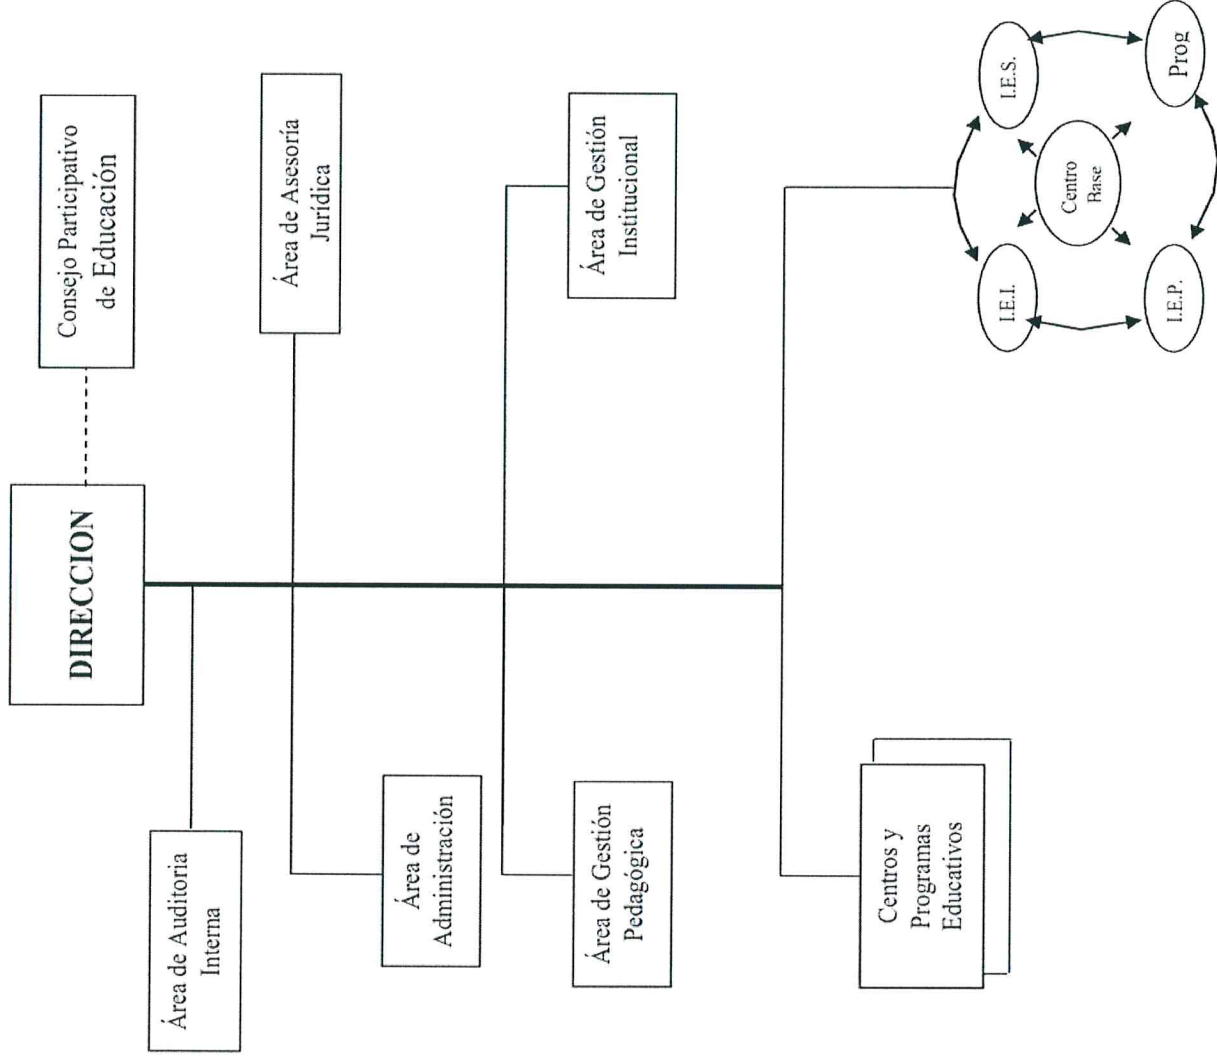 DIRECCION
Consejo Participativo
de Educación
Área de Auditoria
Interna
Área de Asesoría
Jurídica
Área de
Administración
Área de Gestión
Pedagógica
Área de Gestión
Institucional
Centros y
Programas
Educativos
I.E.I.
I.E.S.
Centro
Base
I.E.P.
Prog